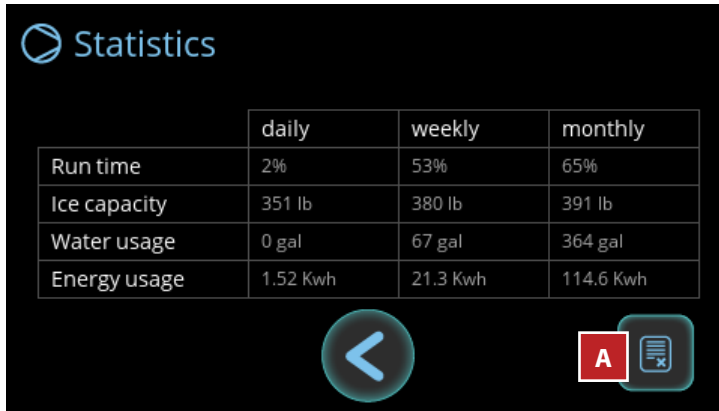 Statistics
daily weekly monthly
Run time 2% 53% 65%
Ice capacity 351 lb 380 lb 391 lb
Water usage 0 gal 67 gal 364 gal
Energy usage 1.52 Kwh 21.3 Kwh 114.6 Kwh
A